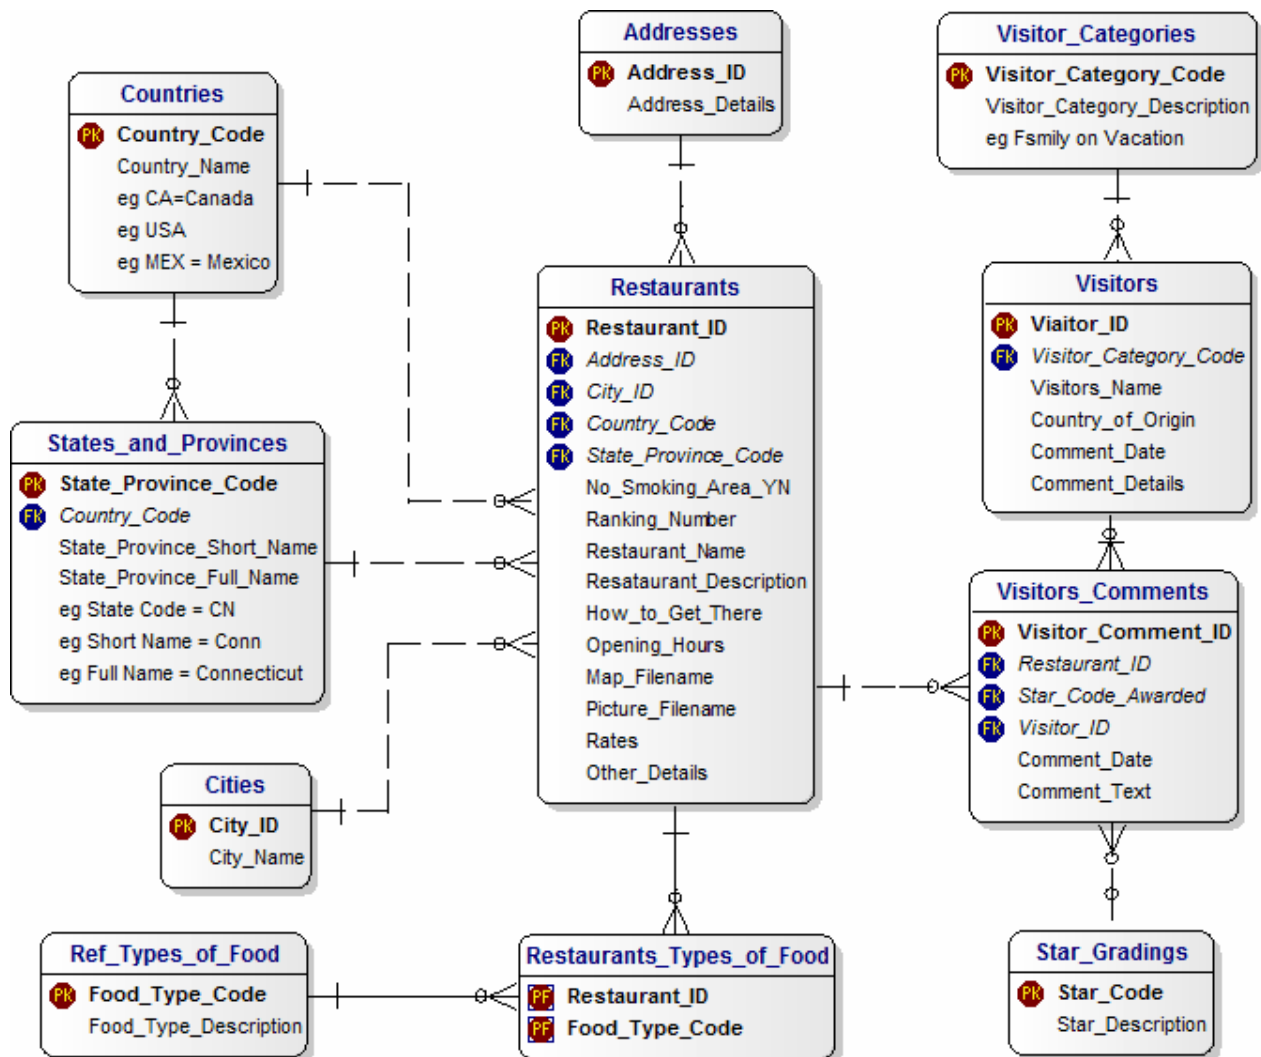 Addresses
PK Address_ID
Address_Details
Visitor_Categories
PK Visitor_Category_Code
Visitor_Category_Description
eg Fsmily on Vacation
Countries
PK Country_Code
Country_Name
eg CA=Canada
eg USA
eg MEX = Mexico
Restaurants
PK Restaurant_ID
FK Address_ID
FK City_ID
FK Country_Code
FK State_Province_Code
No_Smoking_Area_YN
Ranking_Number
Restaurant_Name
Resataurant_Description
How_to_Get_There
Opening_Hours
Map_Filename
Picture_Filename
Rates
Other_Details
Visitors
PK Viaitor_ID
FK Visitor_Category_Code
Visitors_Name
Country_of_Origin
Comment_Date
Comment_Details
States_and_Provinces
PK State_Province_Code
FK Country_Code
State_Province_Short_Name
State_Province_Full_Name
eg State Code = CN
eg Short Name = Conn
eg Full Name = Connecticut
Visitors_Comments
PK Visitor_Comment_ID
FK Restaurant_ID
FK Star_Code_Awarded
FK Visitor_ID
Comment_Date
Comment_Text
Cities
PK City_ID
City_Name
Ref_Types_of_Food
PK Food_Type_Code
Food_Type_Description
Restaurants_Types_of_Food
PF Restaurant_ID
PF Food_Type_Code
Star_Gradings
PK Star_Code
Star_Description